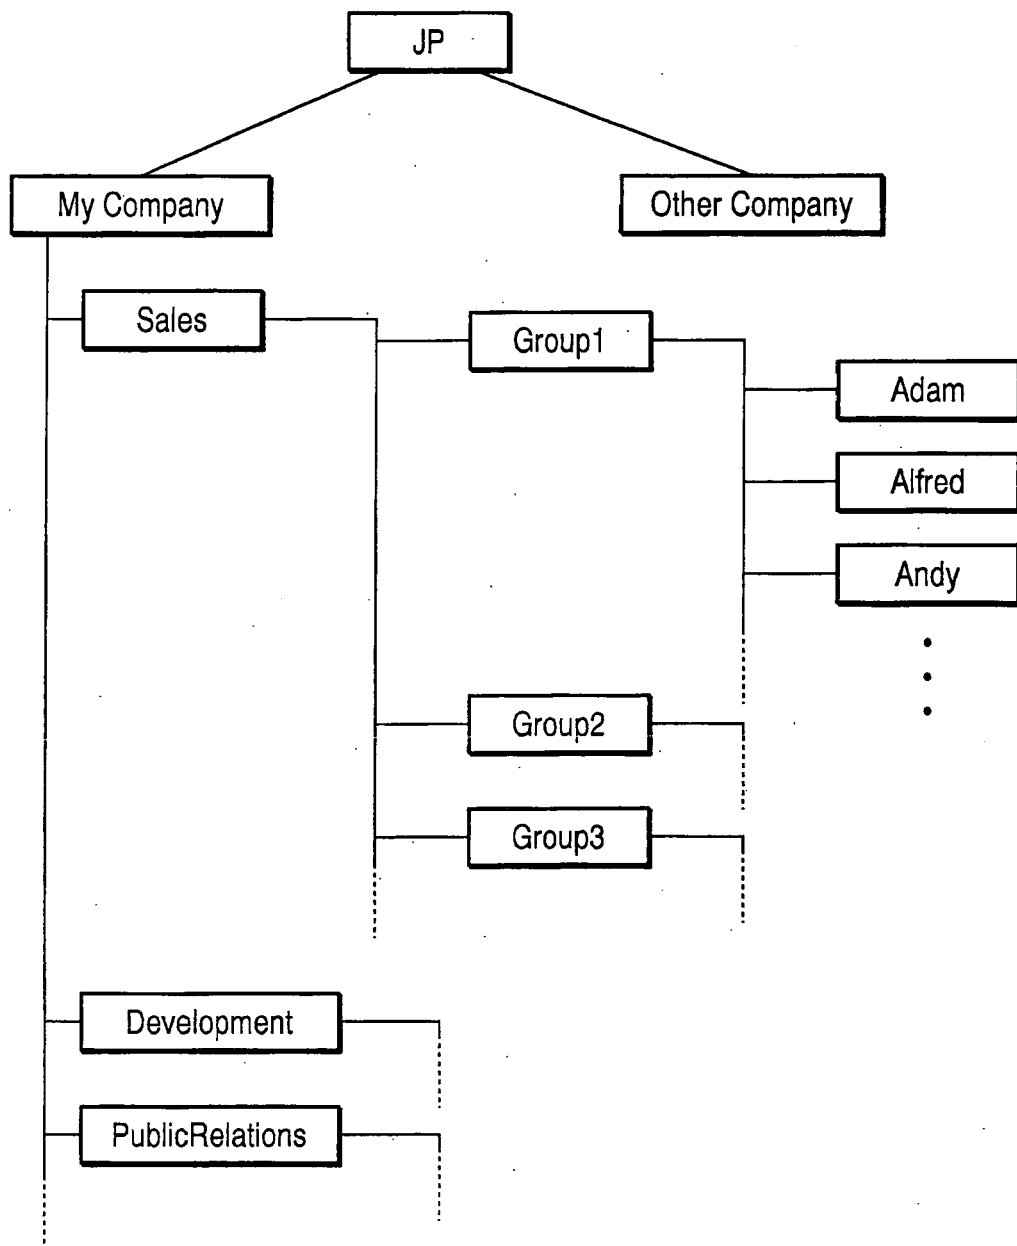 JP
My Company
Other Company
Sales
Group1
Adam
Alfred
Andy
Group2
Group3
Development
PublicRelations